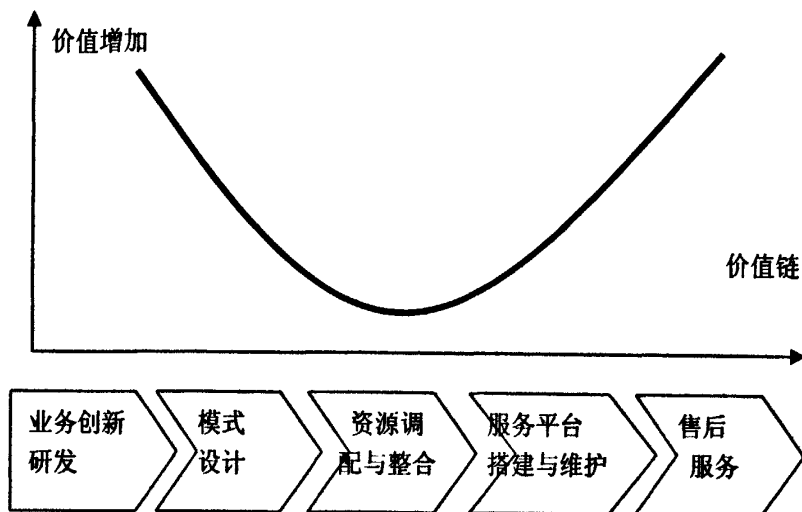 价值增加
价值链
业务创新
研发
模式
设计
资源调
配与整合
服务平台
搭建与维护
售后
服务